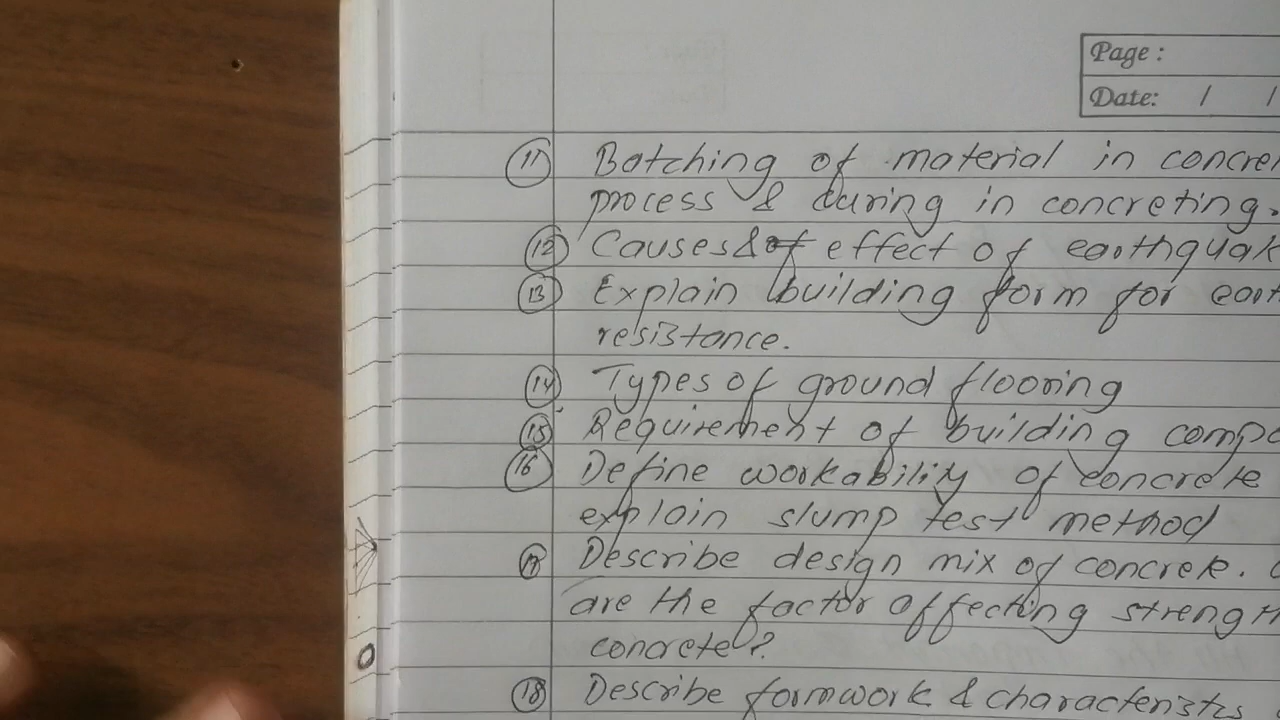 Page :
Date: / /
11 Batching of material in concre
process & curing in concreting.
12 Causes & effect of earthquak
13 Explain building form for eart
resistance.
14 Types of ground flooring
15 Requirement of building compo
16 Define workability of concrete
explain slump test method
17 Describe design mix of concrete.
are the factor affecting strength
concrete?
18 Describe formwork & characteristcs